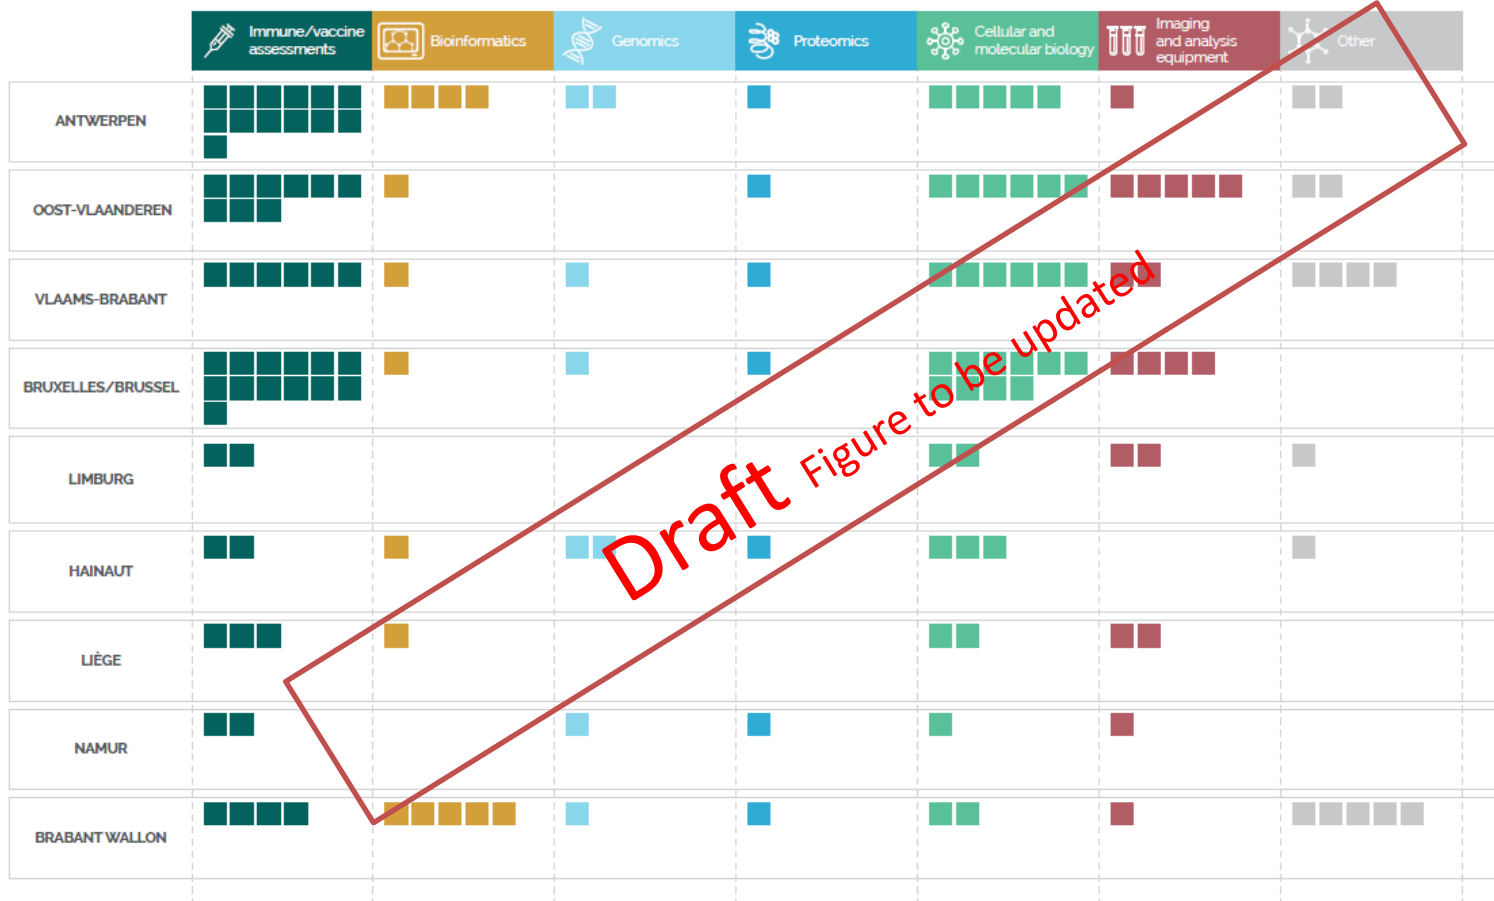 Immune/vaccine
assessments
Bioinformatics
Genomics
Proteomics
Cellular and
molecular biology
Imaging
and analysis
equipment
Other
ANTWERPEN
OOST-VLAANDEREN
VLAAMS-BRABANT
BRUXELLES/BRUSSEL
LIMBURG
HAINAUT
LIÈGE
NAMUR
BRABANT WALLON
Draft Figure to be updated